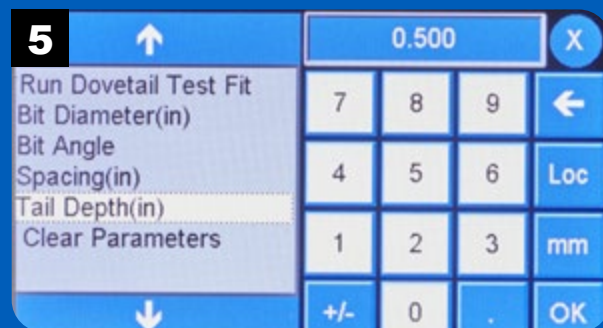 5
0.500
X
Run Dovetail Test Fit
Bit Diameter(in)
Bit Angle
Spacing(in)
Tail Depth(in)
Clear Parameters
7 8 9
4 5 6 Loc
1 2 3 mm
+/- 0 . OK